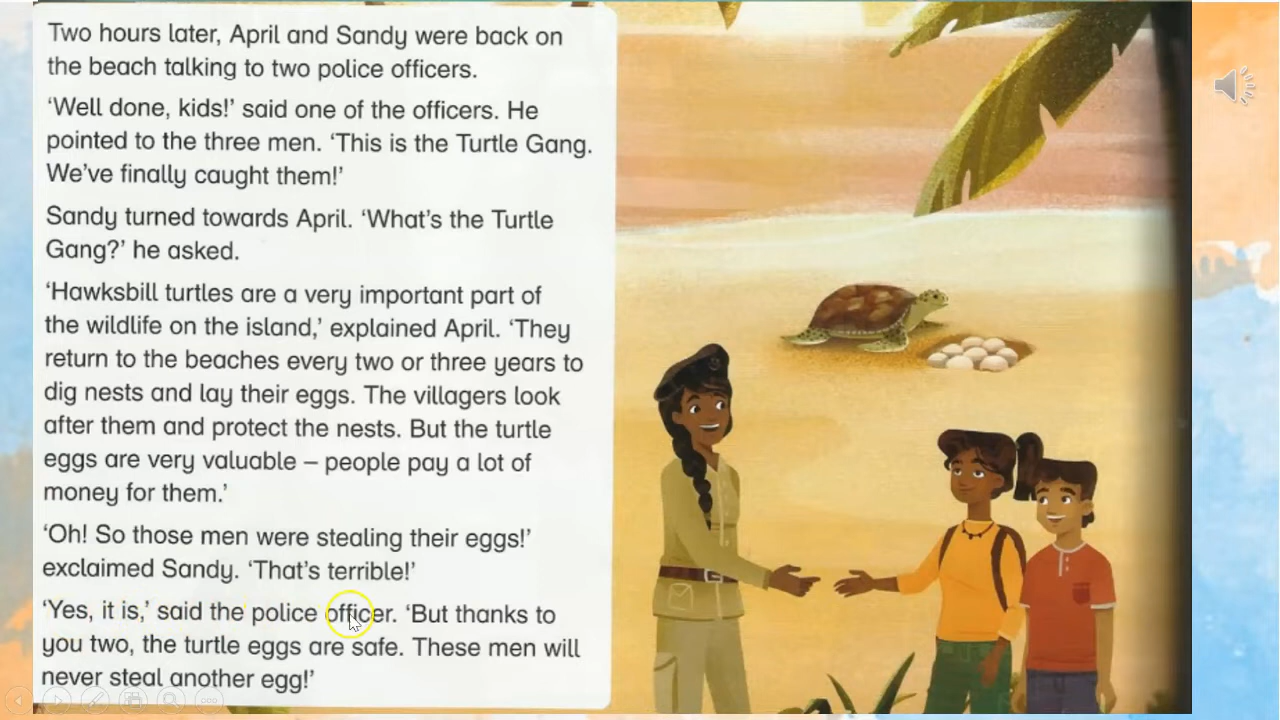 Two hours later, April and Sandy were back on
the beach talking to two police officers.
‘Well done, kids!’ said one of the officers. He
pointed to the three men. ‘This is the Turtle Gang.
We’ve finally caught them!’
Sandy turned towards April. ‘What’s the Turtle
Gang?’ he asked.
‘Hawksbill turtles are a very important part of
the wildlife on the island,’ explained April. ‘They
return to the beaches every two or three years to
dig nests and lay their eggs. The villagers look
after them and protect the nests. But the turtle
eggs are very valuable – people pay a lot of
money for them.’
‘Oh! So those men were stealing their eggs!’
exclaimed Sandy. ‘That’s terrible!’
‘Yes, it is,’ said the police officer. ‘But thanks to
you two, the turtle eggs are safe. These men will
never steal another egg!’